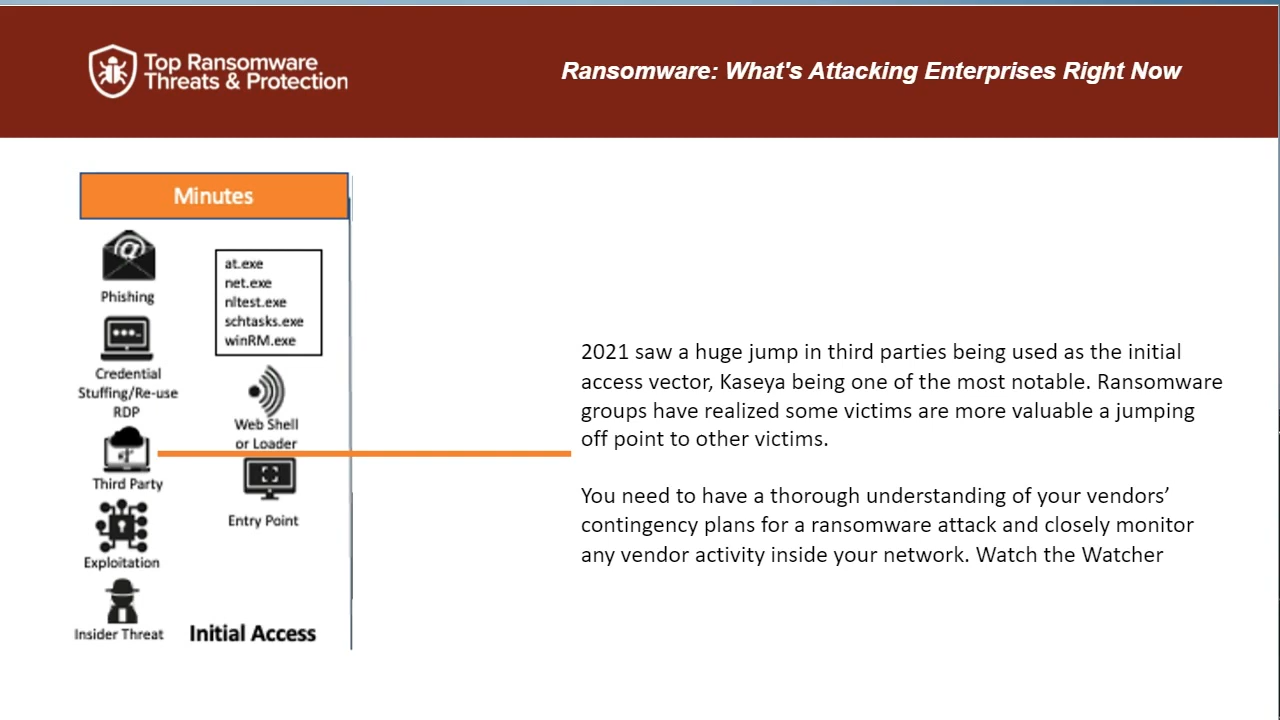 Top Ransomware
Threats & Protection
Ransomware: What's Attacking Enterprises Right Now
Minutes
Phishing
Credential
Stuffing/Re-use
RDP
Third Party
Exploitation
Insider Threat
at.exe
net.exe
nltest.exe
schtasks.exe
winRM.exe
Web Shell
or Loader
Entry Point
Initial Access
2021 saw a huge jump in third parties being used as the initial
access vector, Kaseya being one of the most notable. Ransomware
groups have realized some victims are more valuable a jumping
off point to other victims.
You need to have a thorough understanding of your vendors’
contingency plans for a ransomware attack and closely monitor
any vendor activity inside your network. Watch the Watcher